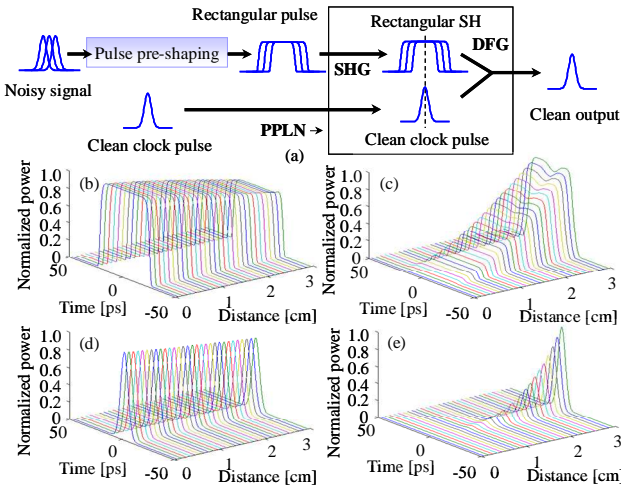 Rectangular pulse
Rectangular SH
Pulse pre-shaping
SHG
DFG
Noisy signal
Clean output
Clean clock pulse
PPLN →
Clean clock pulse
(a)
(b)
Normalized power
1.0
0.8
0.6
0.4
0.2
0
50
0
-50
Time [ps]
0
1
2
3
Distance [cm]
(c)
Normalized power
1.0
0.8
0.6
0.4
0.2
0
50
0
-50
Time [ps]
0
1
2
3
Distance [cm]
(d)
Normalized power
1.0
0.8
0.6
0.4
0.2
0
50
0
-50
Time [ps]
0
1
2
3
Distance [cm]
(e)
Normalized power
1.0
0.8
0.6
0.4
0.2
0
50
0
-50
Time [ps]
0
1
2
3
Distance [cm]